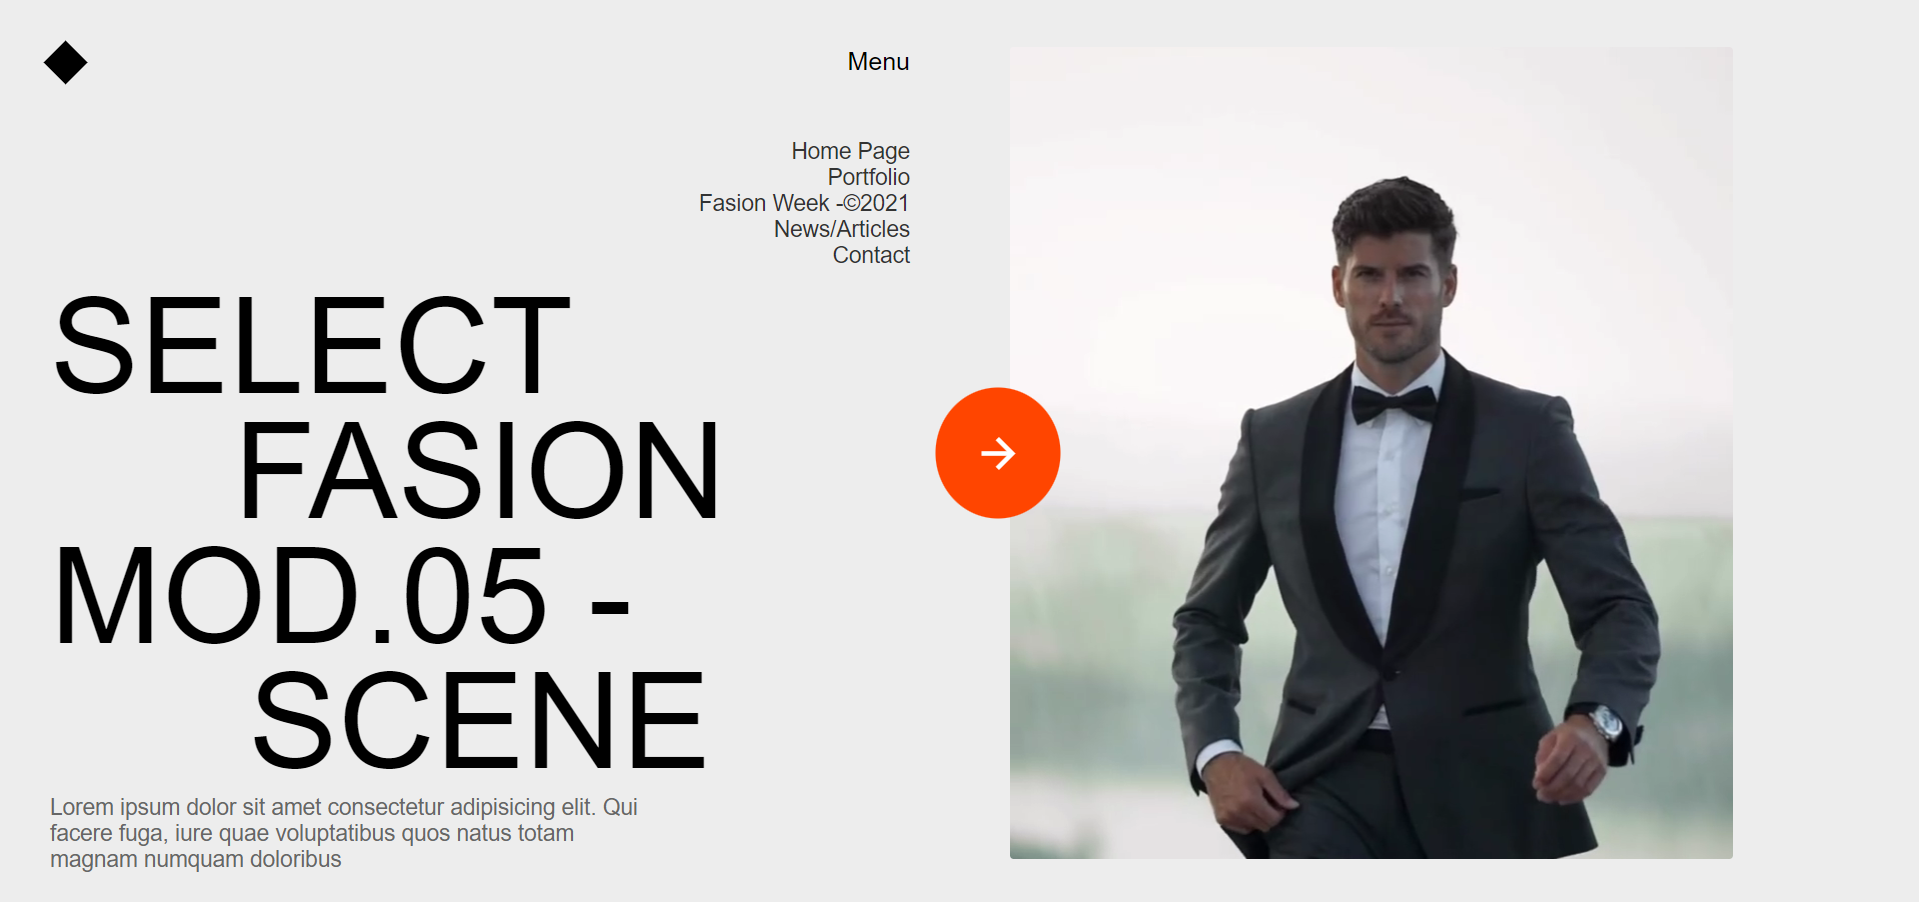 Menu
Home Page
Portfolio
Fasion Week -©2021
News/Articles
Contact
SELECT
FASION
MOD.05 -
SCENE
Lorem ipsum dolor sit amet consectetur adipisicing elit. Qui
facere fuga, iure quae voluptatibus quos natus totam
magnam numquam doloribus